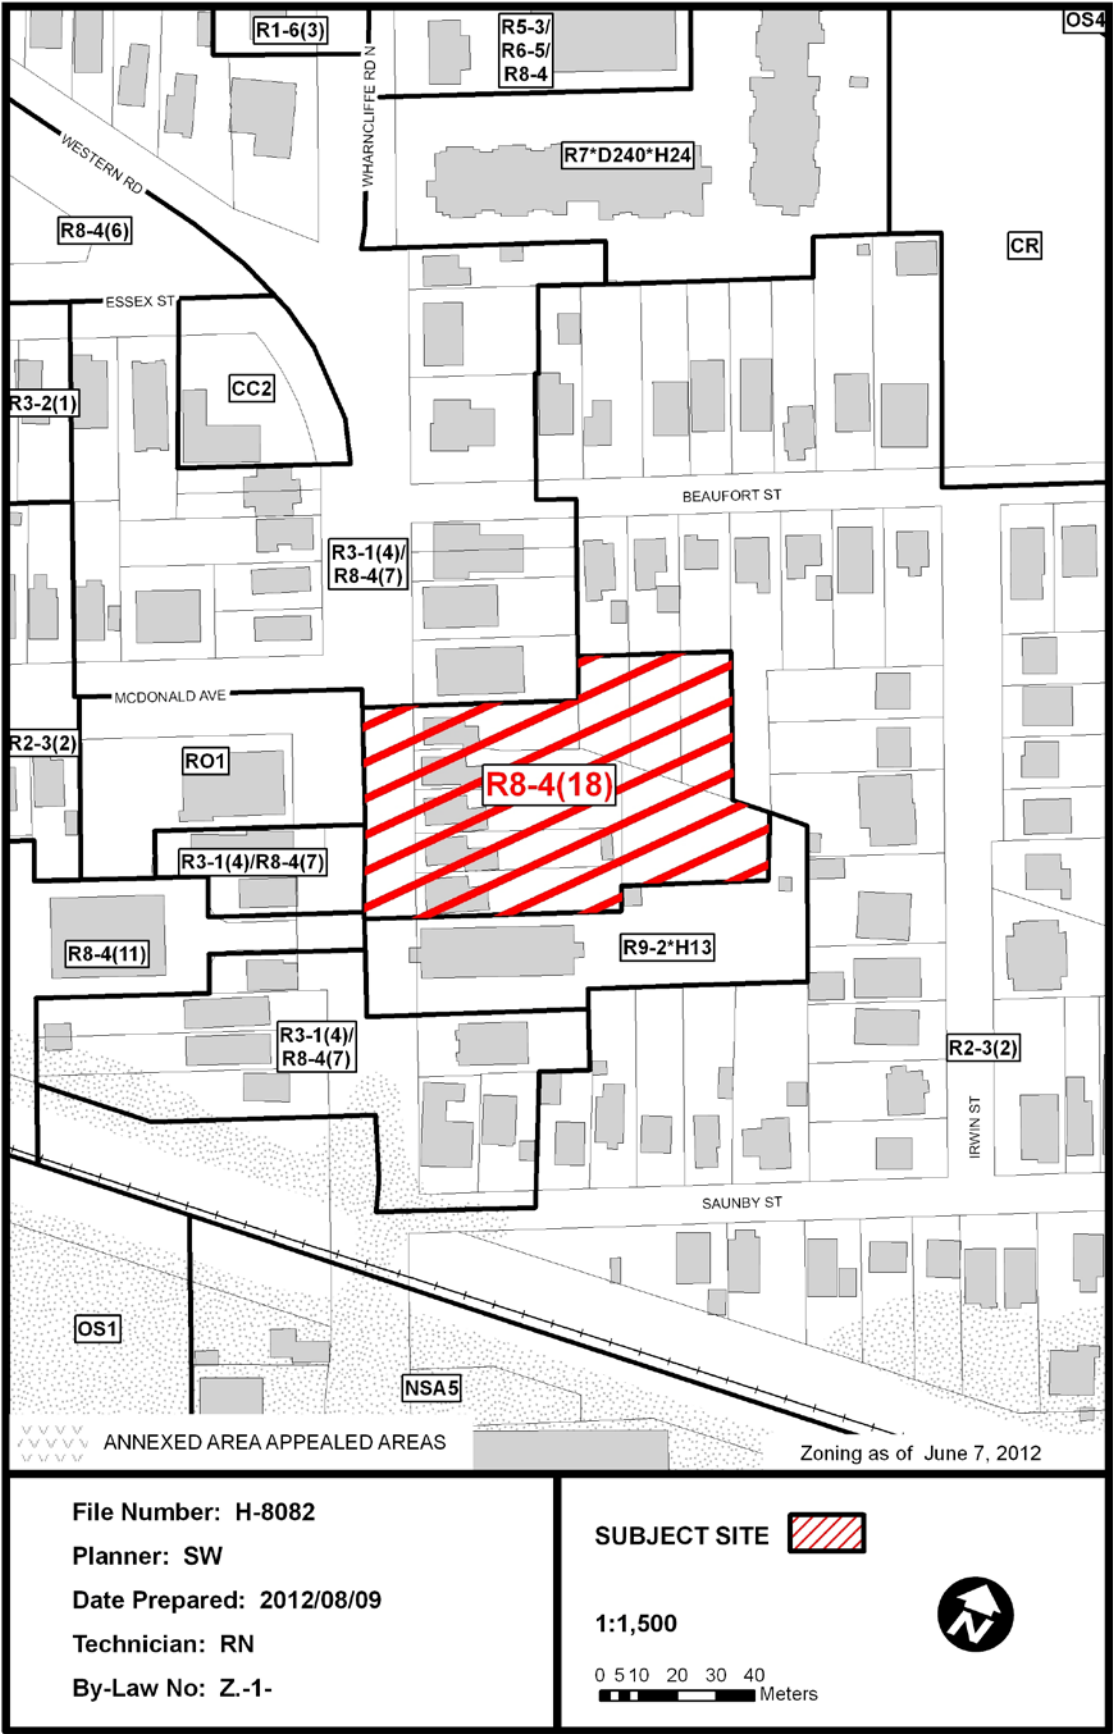 R1-6(3)
R5-3/
R6-5/
R8-4
OS4
WHARNCLIFFE RD N
WESTERN RD
R7*D240*H24
R8-4(6)
CR
ESSEX ST
CC2
R3-2(1)
BEAUFORT ST
R3-1(4)/
R8-4(7)
MCDONALD AVE
R2-3(2)
RO1
R8-4(18)
R3-1(4)/R8-4(7)
R8-4(11)
R9-2*H13
R3-1(4)/
R8-4(7)
R2-3(2)
IRWIN ST
SAUNBY ST
OS1
NSA5
ANNEXED AREA APPEALED AREAS
Zoning as of June 7, 2012
File Number: H-8082
Planner: SW
Date Prepared: 2012/08/09
Technician: RN
By-Law No: Z.-1-
SUBJECT SITE
1:1,500
0 5 10 20 30 40
Meters
N